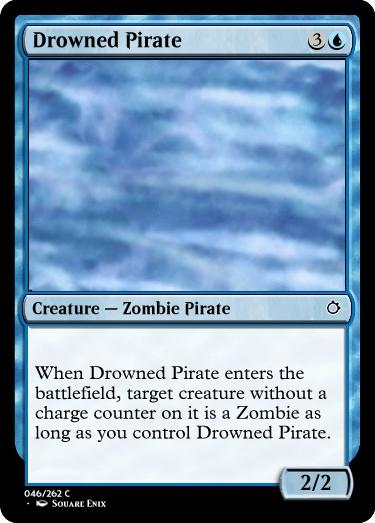 Drowned Pirate 3
Creature — Zombie Pirate
When Drowned Pirate enters the
battlefield, target creature without a
charge counter on it is a Zombie as
long as you control Drowned Pirate.
2/2
046/262 C
· Square Enix